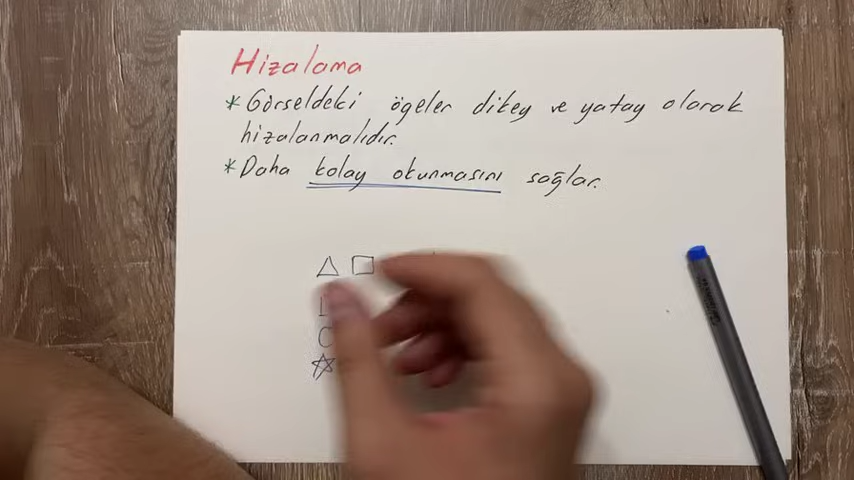 Hizalama
* Görseldeki ögeler dikey ve yatay olarak
hizalanmalıdır.
* Daha kolay okunmasını sağlar.